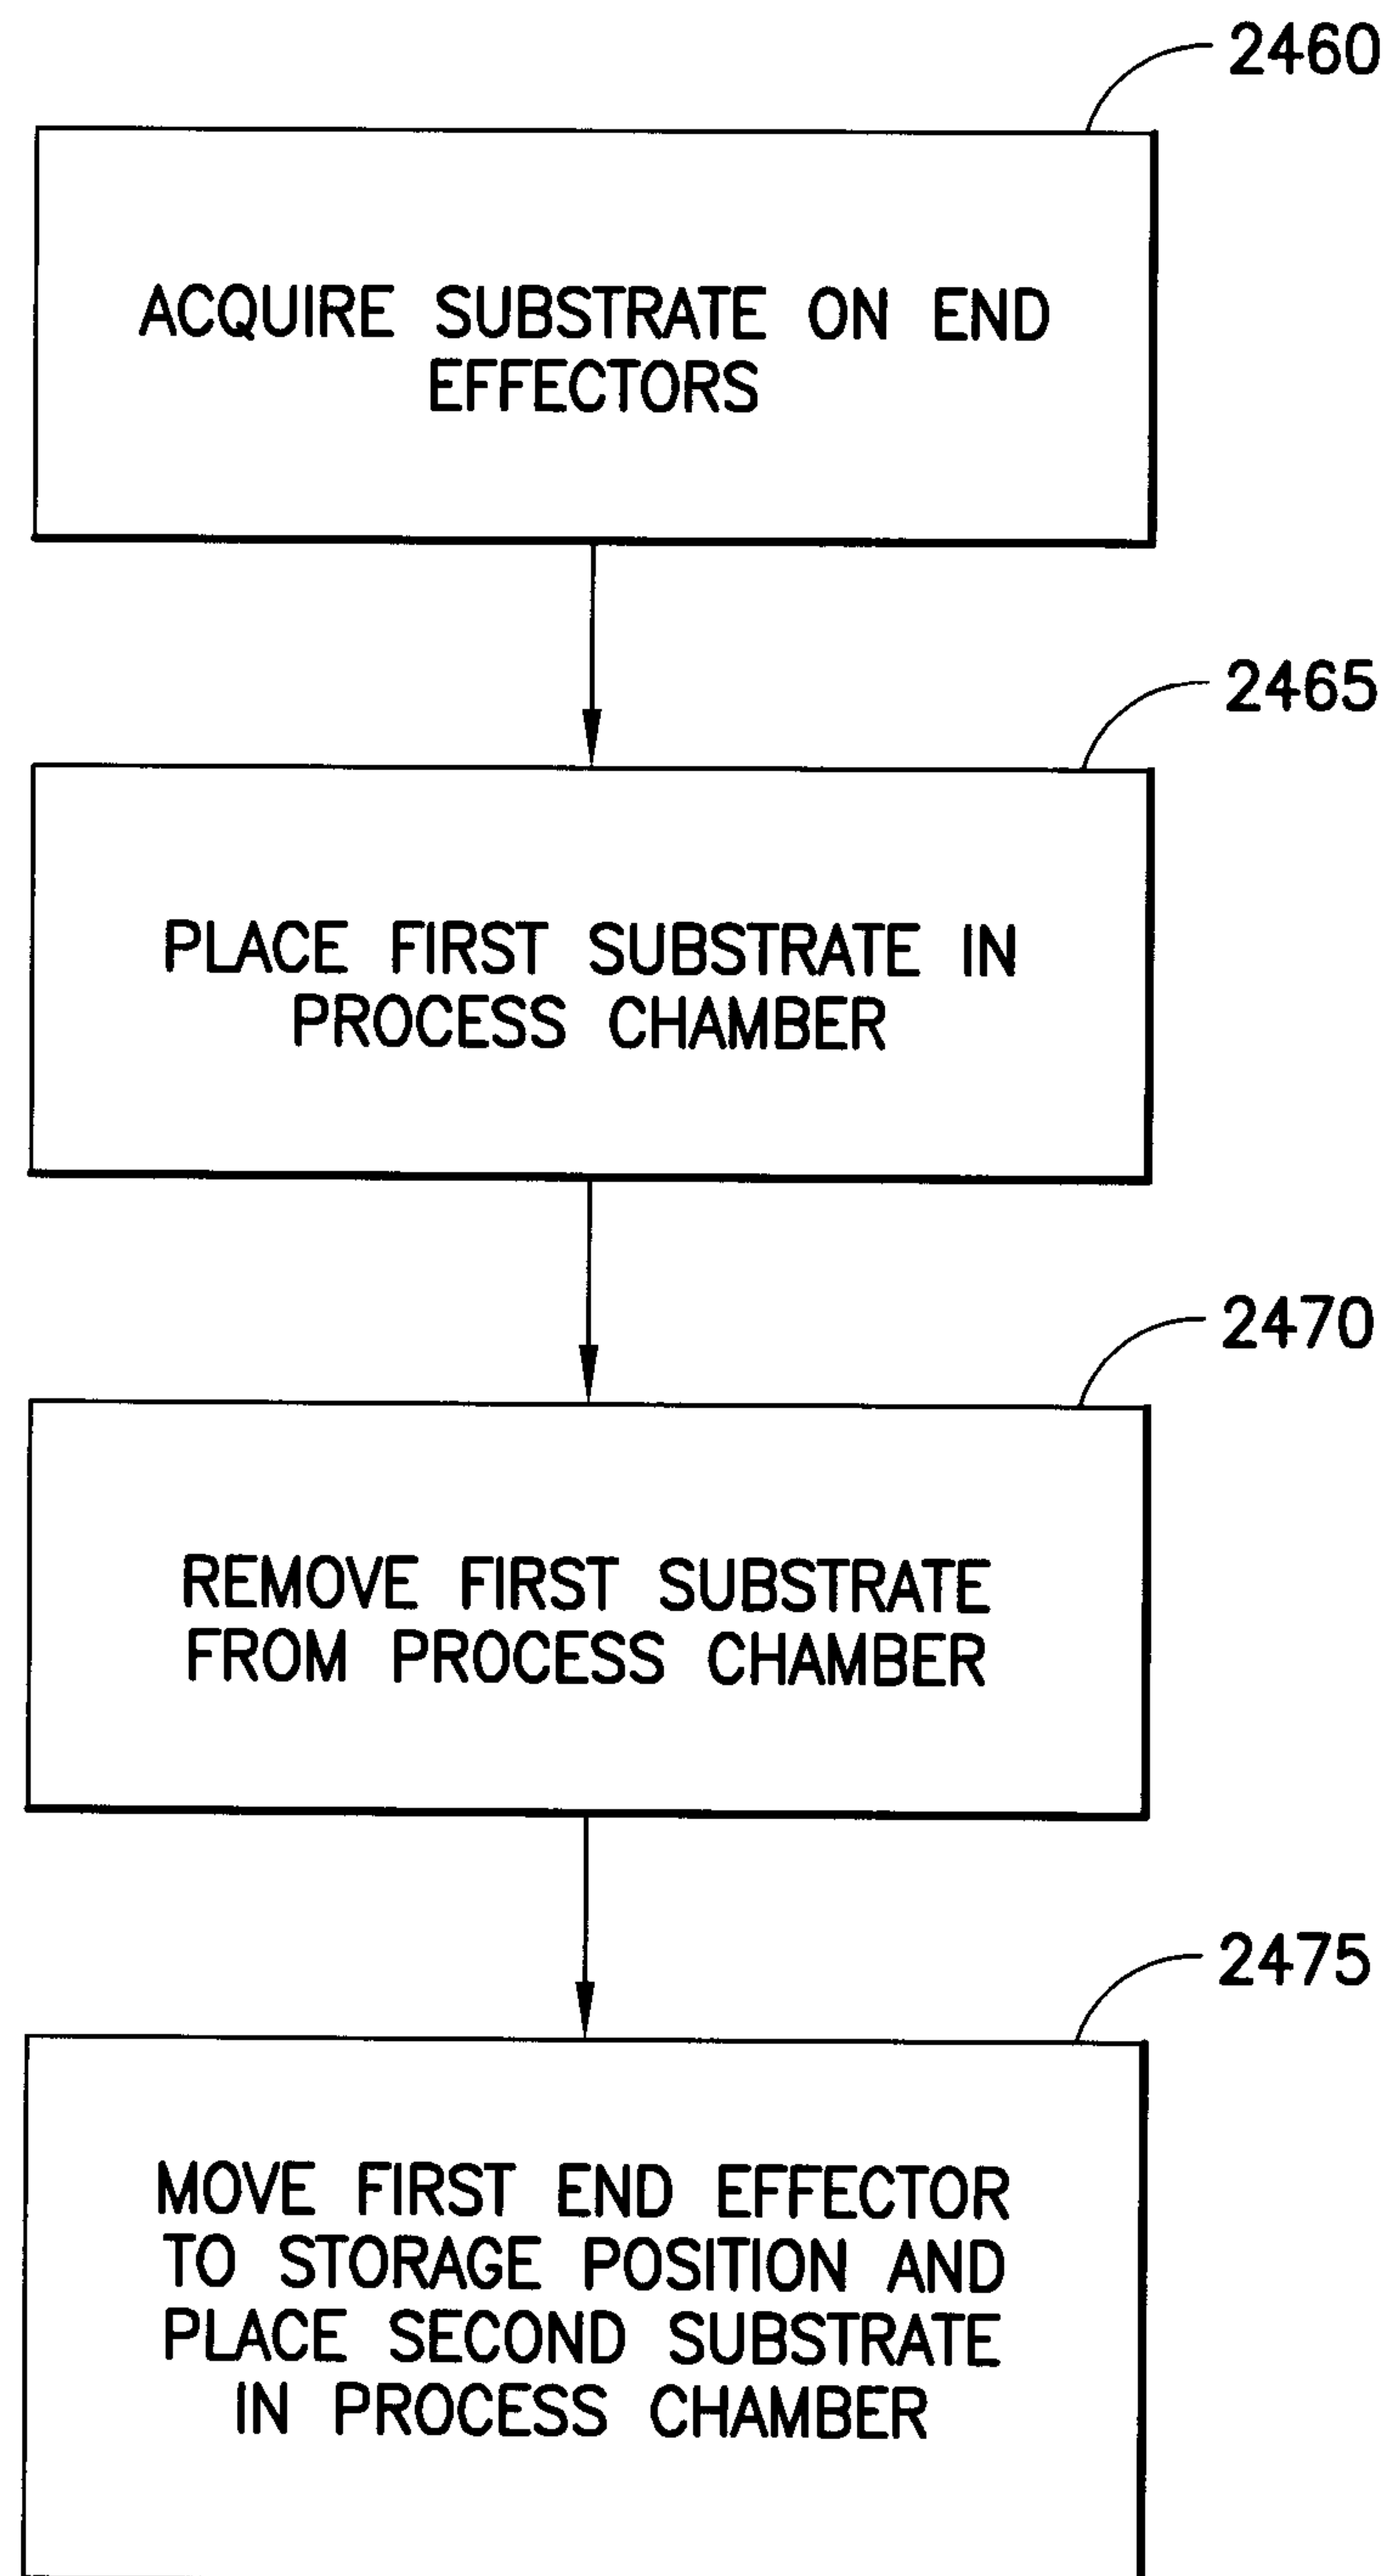 2460
ACQUIRE SUBSTRATE ON END
EFFECTORS
2465
PLACE FIRST SUBSTRATE IN
PROCESS CHAMBER
2470
REMOVE FIRST SUBSTRATE
FROM PROCESS CHAMBER
2475
MOVE FIRST END EFFECTOR
TO STORAGE POSITION AND
PLACE SECOND SUBSTRATE
IN PROCESS CHAMBER